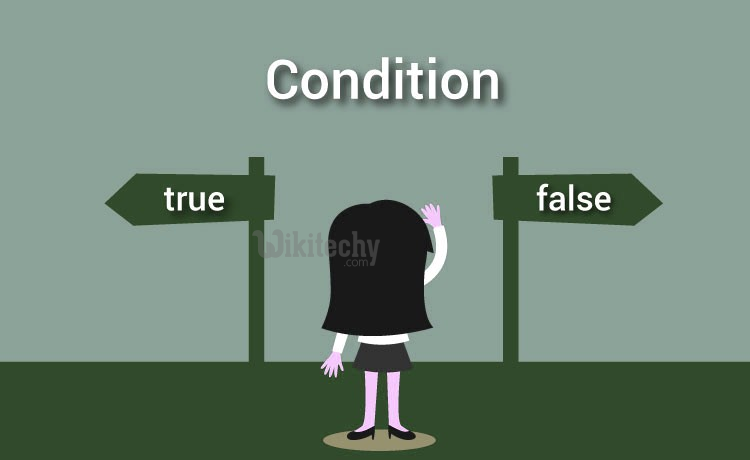 Condition
true
false
Wikitechy
.com